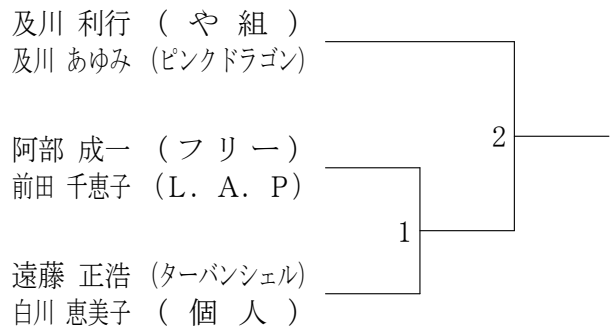 及川 利行 (や組)
及川 あゆみ (ピンクドラゴン)
2
阿部 成一 (フリー)
前田 千恵子 (L.A.P)
1
遠藤 正浩 (ターバンシェル)
白川 恵美子 (個人)